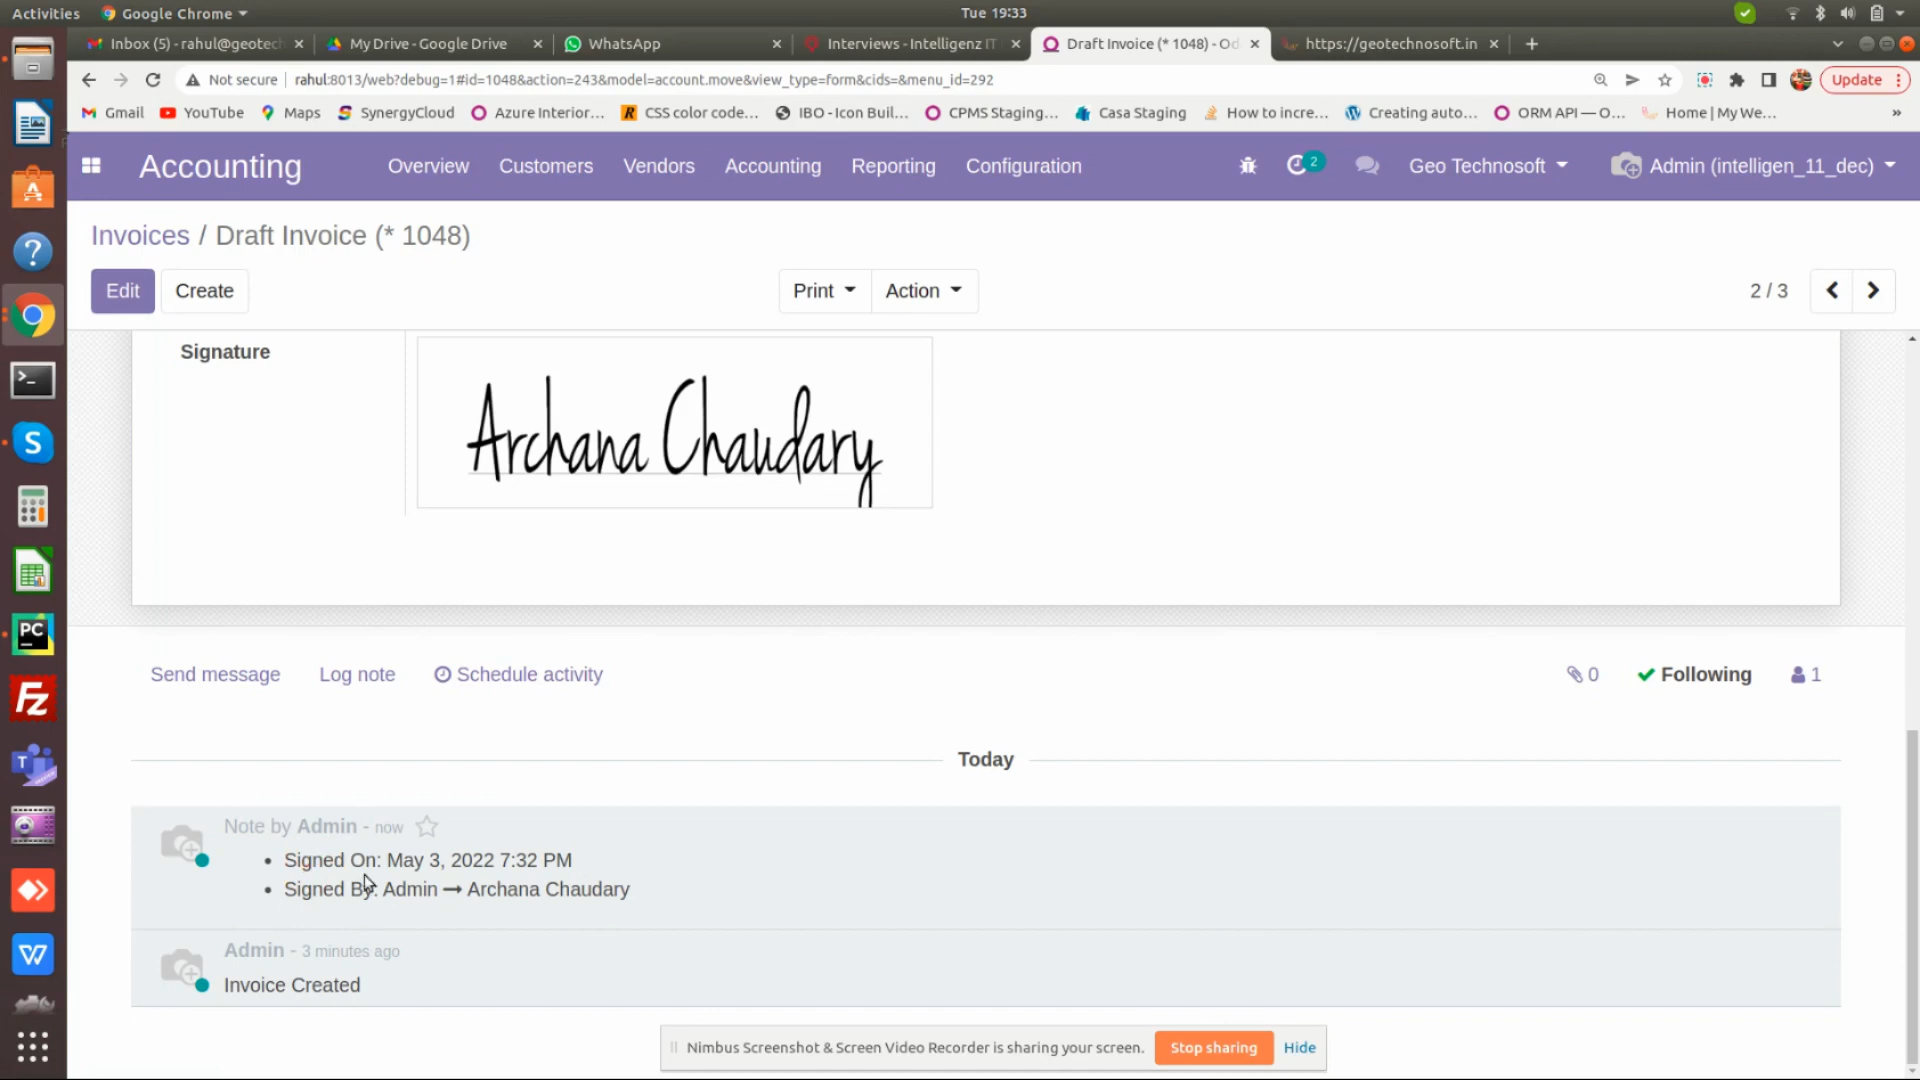 Activities Google Chrome Tue 19:33
Inbox (5) - rahul@geotec My Drive - Google Drive WhatsApp Interviews - Intelligenz IT Draft Invoice (* 1048) - Od https://geotechnosoft.in
Not secure rahul:8013/web?debug=1#id=1048&action=243&model=account.move&view_type=form&cids=&menu_id=292 Update
Gmail YouTube Maps SynergyCloud Azure Interior... CSS color code... IBO - Icon Buil... CPMS Staging... Casa Staging How to incre... Creating auto... ORM API — O... Home | My We... »
Accounting Overview Customers Vendors Accounting Reporting Configuration 2 Geo Technosoft Admin (intelligen_11_dec)
Invoices / Draft Invoice (* 1048)
Edit Create Print Action 2 / 3
Signature
Archana Chaudary
Send message Log note Schedule activity 0 Following 1
Today
Note by Admin - now
• Signed On: May 3, 2022 7:32 PM
• Signed By: Admin → Archana Chaudary
Admin - 3 minutes ago
Invoice Created
Nimbus Screenshot & Screen Video Recorder is sharing your screen. Stop sharing Hide